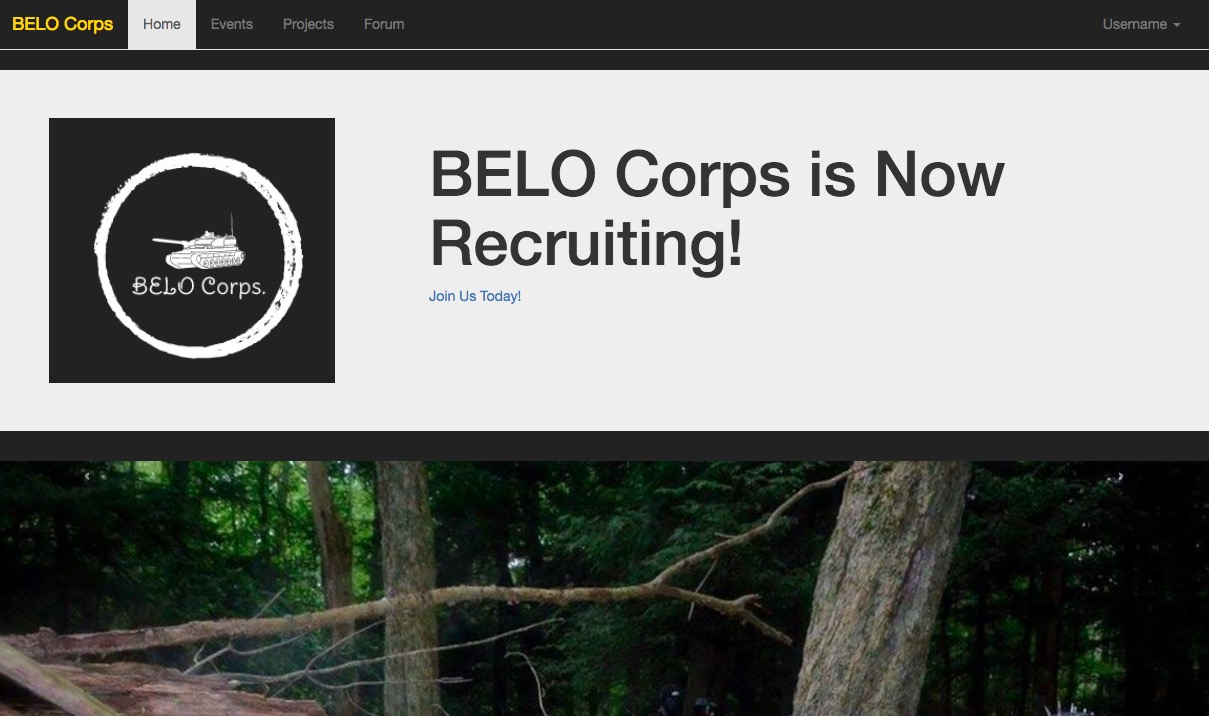 BELO Corps Home Events Projects Forum Username
BELO Corps.
BELO Corps is Now
Recruiting!
Join Us Today!
‹ ›